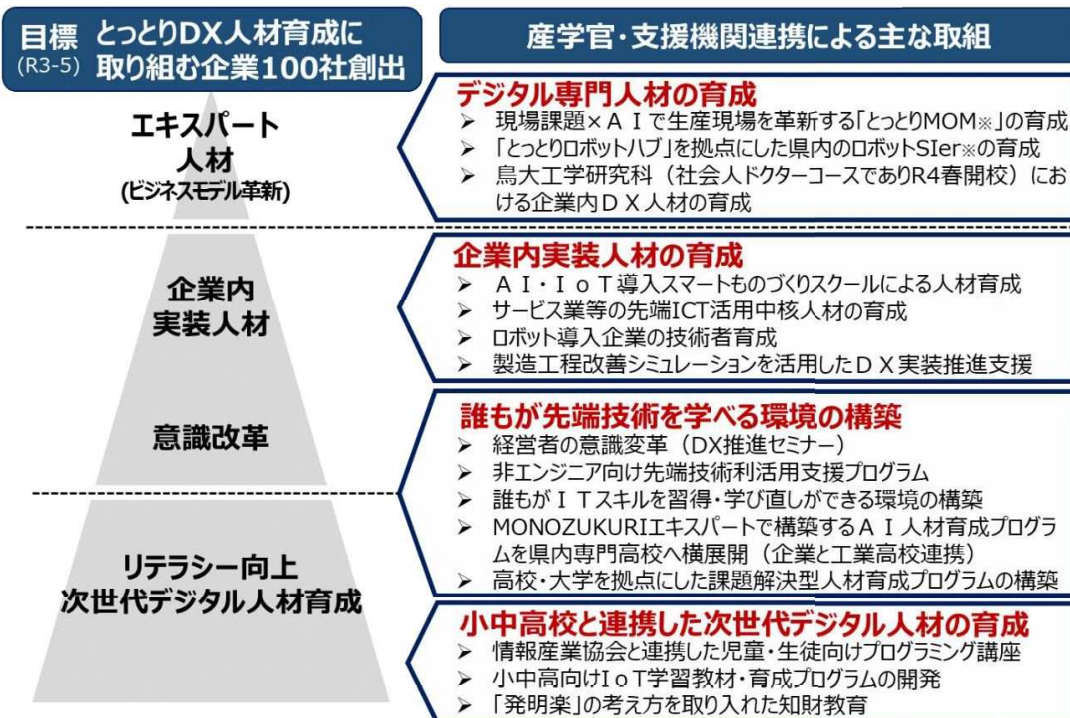 目標 とっとりDX人材育成に
(R3-5) 取り組む企業100社創出
エキスパート
人材
(ビジネスモデル革新)
企業内
実装人材
意識改革
リテラシー向上
次世代デジタル人材育成
産学官・支援機関連携による主な取組
デジタル専門人材の育成
➢ 現場課題×ＡＩで生産現場を革新する「とっとりMOM※」の育成
➢ 「とっとりロボットハブ」を拠点にした県内のロボットSIer※の育成
➢ 鳥大工学研究科（社会人ドクターコースでありR4春開校）にお
ける企業内ＤＸ人材の育成
企業内実装人材の育成
➢ ＡＩ・ＩｏＴ導入スマートものづくりスクールによる人材育成
➢ サービス業等の先端ICT活用中核人材の育成
➢ ロボット導入企業の技術者育成
➢ 製造工程改善シミュレーションを活用したＤＸ実装推進支援
誰もが先端技術を学べる環境の構築
➢ 経営者の意識変革（DX推進セミナー）
➢ 非エンジニア向け先端技術利活用支援プログラム
➢ 誰もがＩＴスキルを習得・学び直しができる環境の構築
➢ MONOZUKURIエキスパートで構築するＡＩ人材育成プログラ
ムを県内専門高校へ横展開（企業と工業高校連携）
➢ 高校・大学を拠点にした課題解決型人材育成プログラムの構築
小中高校と連携した次世代デジタル人材の育成
➢ 情報産業協会と連携した児童・生徒向けプログラミング講座
➢ 小中高向けＩｏＴ学習教材・育成プログラムの開発
➢ 「発明楽」の考え方を取り入れた知財教育